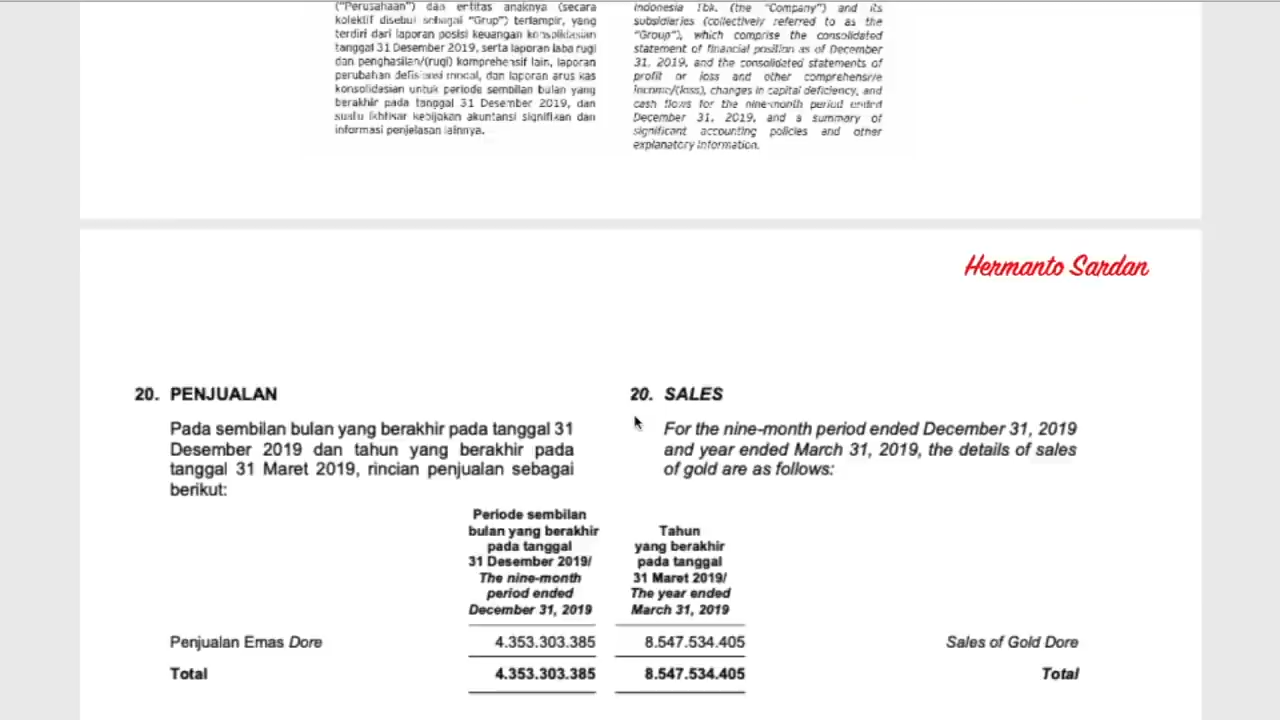 ("Perusahaan") dan entitas anaknya (secara
kolektif disebut sebagai "Grup") terlampir, yang
terdiri dari laporan posisi keuangan konsolidasian
tanggal 31 Desember 2019, serta laporan laba rugi
dan penghasilan/(rugi) komprehensif lain, laporan
perubahan defisiensi modal, dan laporan arus kas
konsolidasian untuk periode sembilan bulan yang
berakhir pada tanggal 31 Desember 2019, dan
suatu ikhtisar kebijakan akuntansi signifikan dan
informasi penjelasan lainnya.
Indonesia Tbk. (the "Company") and its
subsidiaries (collectively referred to as the
"Group"), which comprise the consolidated
statement of financial position as of December
31, 2019, and the consolidated statements of
profit or loss and other comprehensive
income/(loss), changes in capital deficiency, and
cash flows for the nine-month period ended
December 31, 2019, and a summary of
significant accounting policies and other
explanatory information.
Hermanto Sardan
20. PENJUALAN
Pada sembilan bulan yang berakhir pada tanggal 31
Desember 2019 dan tahun yang berakhir pada
tanggal 31 Maret 2019, rincian penjualan sebagai
berikut:
20. SALES
For the nine-month period ended December 31, 2019
and year ended March 31, 2019, the details of sales
of gold are as follows:
Periode sembilan
bulan yang berakhir
pada tanggal
31 Desember 2019/
The nine-month
period ended
December 31, 2019
Tahun
yang berakhir
pada tanggal
31 Maret 2019/
The year ended
March 31, 2019
Penjualan Emas Dore 4.353.303.385 8.547.534.405 Sales of Gold Dore
Total 4.353.303.385 8.547.534.405 Total